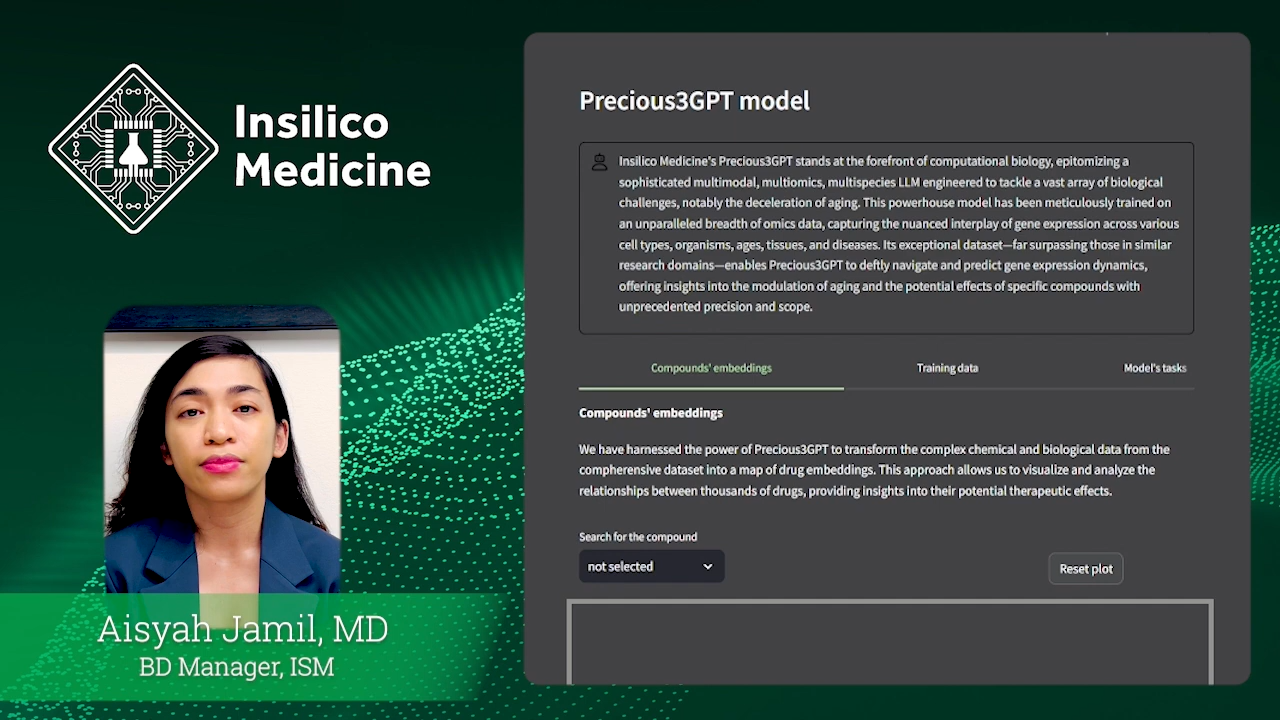 Insilico
Medicine
Aisyah Jamil, MD
BD Manager, ISM
Precious3GPT model
Insilico Medicine's Precious3GPT stands at the forefront of computational biology, epitomizing a
sophisticated multimodal, multiomics, multispecies LLM engineered to tackle a vast array of biological
challenges, notably the deceleration of aging. This powerhouse model has been meticulously trained on
an unparalleled breadth of omics data, capturing the nuanced interplay of gene expression across various
cell types, organisms, ages, tissues, and diseases. Its exceptional dataset—far surpassing those in similar
research domains—enables Precious3GPT to deftly navigate and predict gene expression dynamics,
offering insights into the modulation of aging and the potential effects of specific compounds with
unprecedented precision and scope.
Compounds' embeddings Training data Model's tasks
Compounds' embeddings
We have harnessed the power of Precious3GPT to transform the complex chemical and biological data from the
compherensive dataset into a map of drug embeddings. This approach allows us to visualize and analyze the
relationships between thousands of drugs, providing insights into their potential therapeutic effects.
Search for the compound
not selected
Reset plot